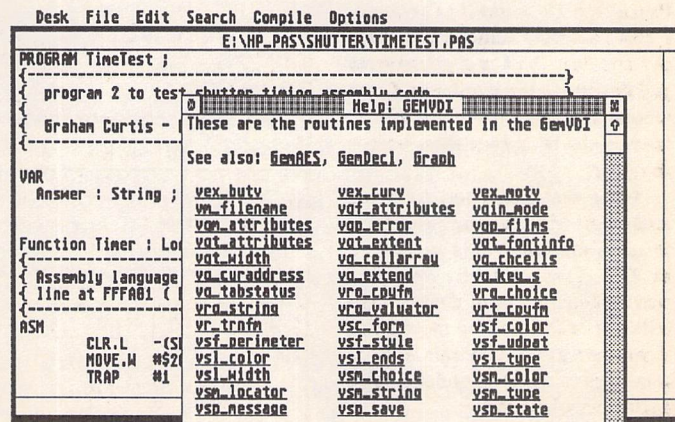 Desk File Edit Search Compile Options
E:\HP_PAS\SHUTTER\TIMETEST.PAS
PROGRAM TimeTest ;
{----------------------------------------------------------------------}
{ program 2 to test shutter timing assembly code }
{
{ Graham Curtis -
{----------------
VAR
Answer : String ;
Function Timer :
{----------------
{ Assembly language
{ line at FFFA81 (
{----------------
ASM
CLR.L
MOVE.W
TRAP #1
Help: GEMVDI
These are the routines implemented in the GemVDI
See also: GemAES, GemDecl, Graph
vex_butv vex_curv vex_motv
vm_filename vqf_attributes vqin_mode
vqm_attributes vqp_error vqp_films
vqt_attributes vqt_extent vqt_fontinfo
vqt_width vq_cellarray vq_chcells
vq_curaddress vq_extend vq_key_s
vq_tabstatus vro_cpyfm vrq_choice
vrq_string vrq_valuator vrt_cpyfm
vr_trnfm vsc_form vsf_color
vsf_perimeter vsf_style vsf_udpat
vsl_color vsl_ends vsl_type
vsl_width vsm_choice vsm_color
vsm_locator vsm_string vsm_type
vsp_message vsp_save vsp_state